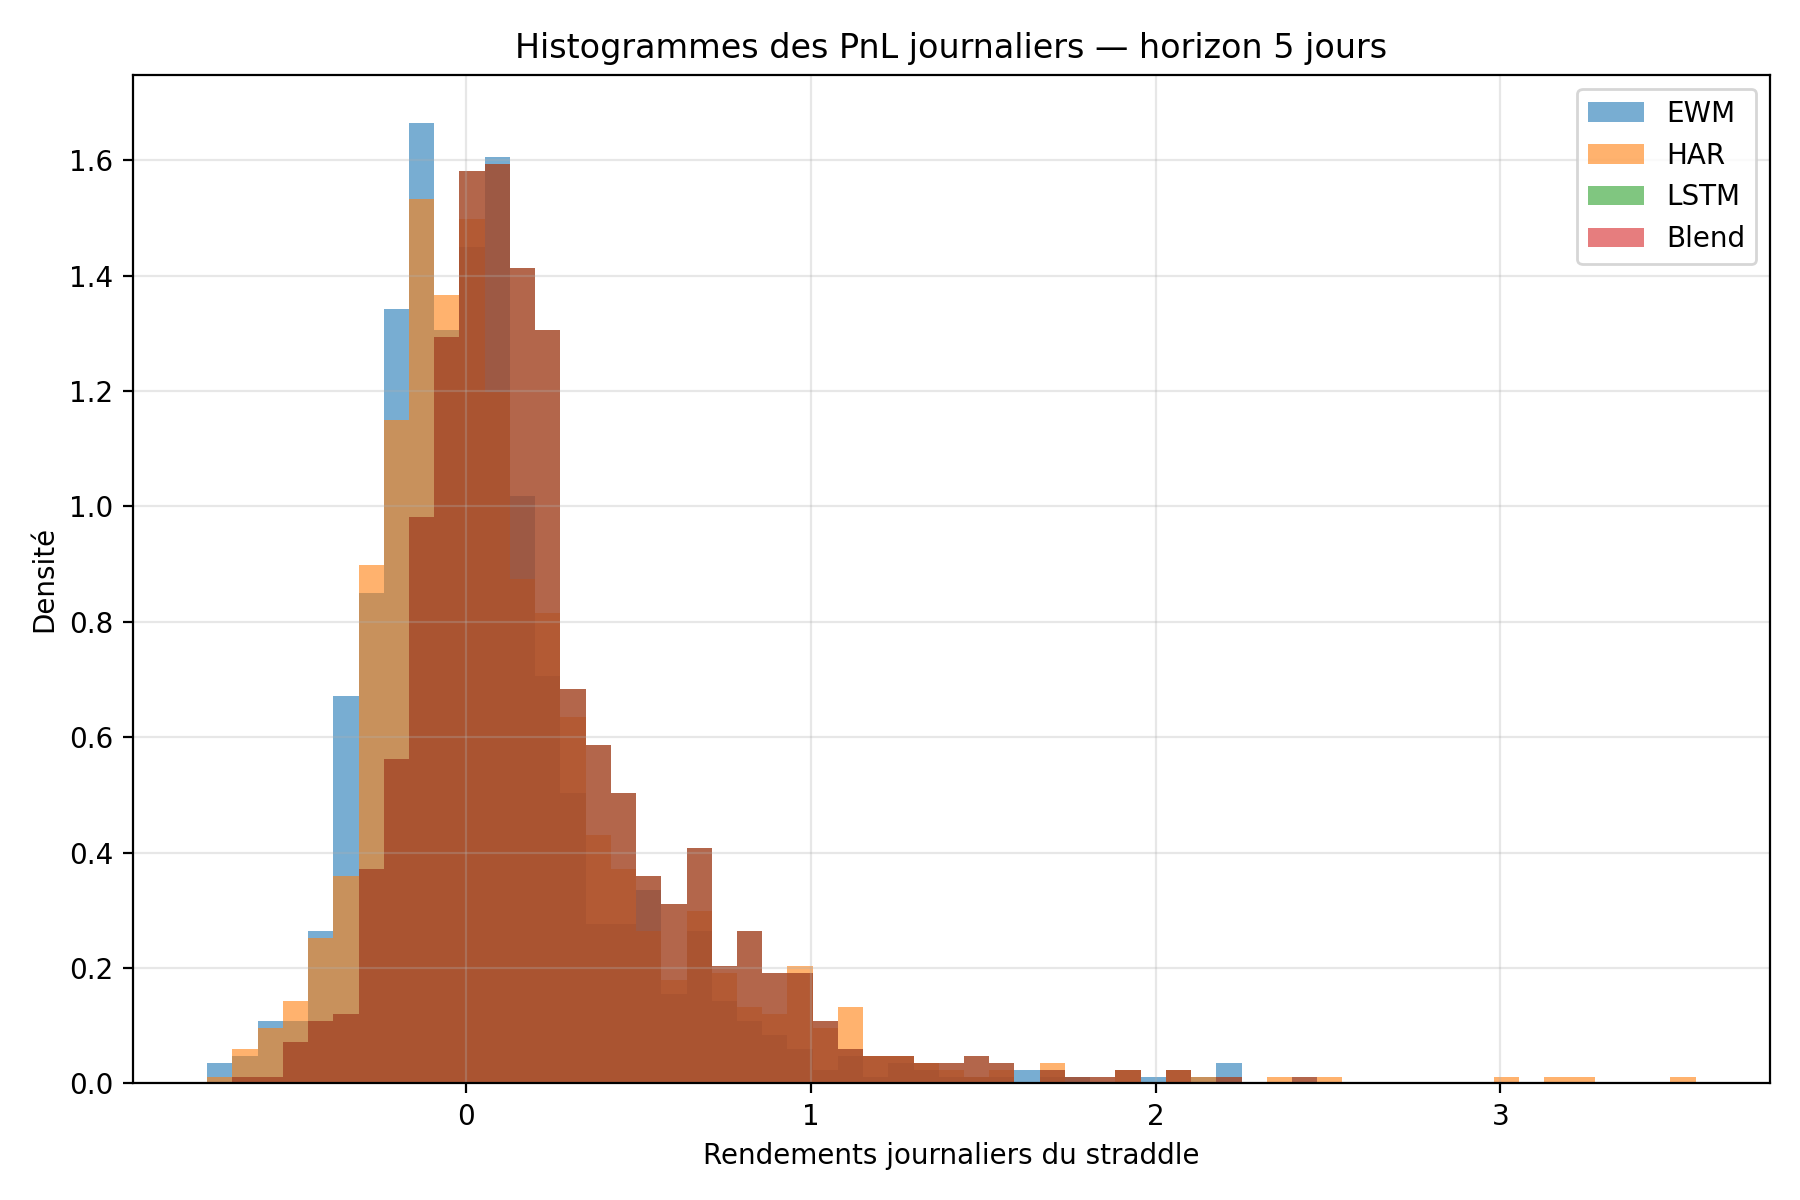 Histogrammes des PnL journaliers — horizon 5 jours
EWM
HAR
LSTM
Blend
Densité
1.6
1.4
1.2
1.0
0.8
0.6
0.4
0.2
0.0
0 1 2 3
Rendements journaliers du straddle